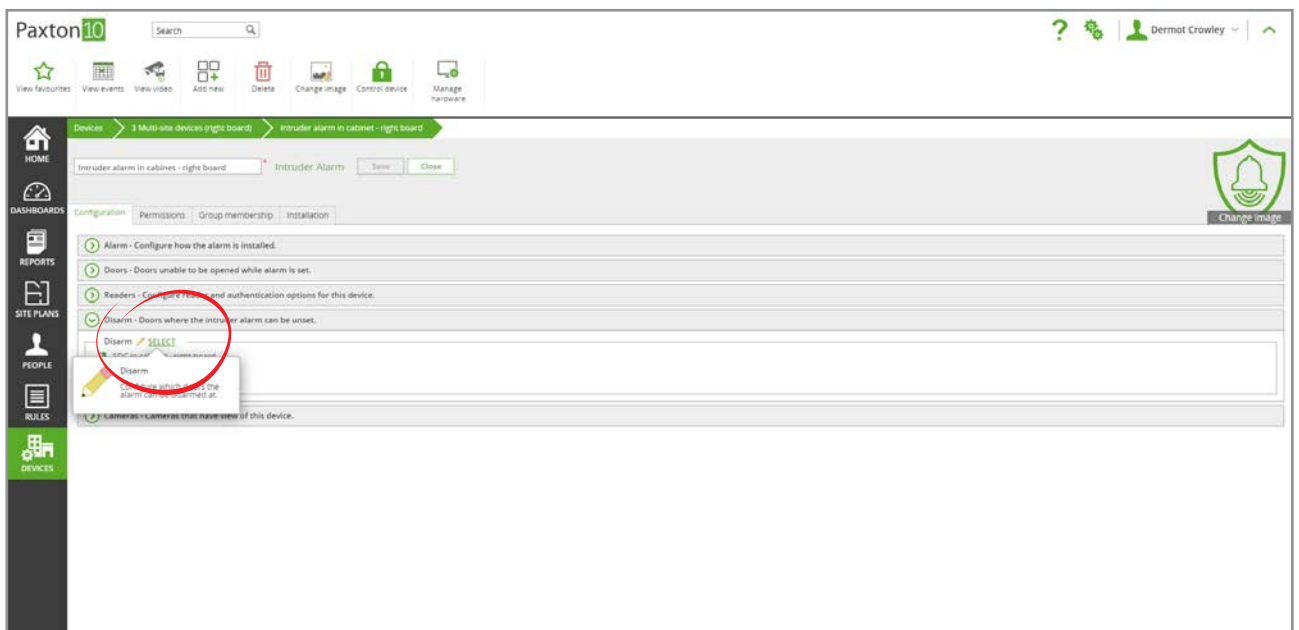 Paxton10
Search
Dermot Crowley
View favourites
View events
View video
Add new
Delete
Change image
Control device
Manage
hardware
HOME
DASHBOARDS
REPORTS
SITE PLANS
PEOPLE
RULES
DEVICES
Devices
3 Multi-site devices (right board)
Intruder alarm in cabinet - right board
Intruder alarm in cabinet - right board * Intruder Alarm Save Close
Change image
Configuration Permissions Group membership Installation
Alarm - Configure how the alarm is installed.
Doors - Doors unable to be opened while alarm is set.
Readers - Configure reader and authentication options for this device.
Disarm - Doors where the intruder alarm can be unset.
Disarm SELECT
right board
Disarm
Configure which doors the
alarm can be disarmed at.
Cameras - Cameras that have view of this device.